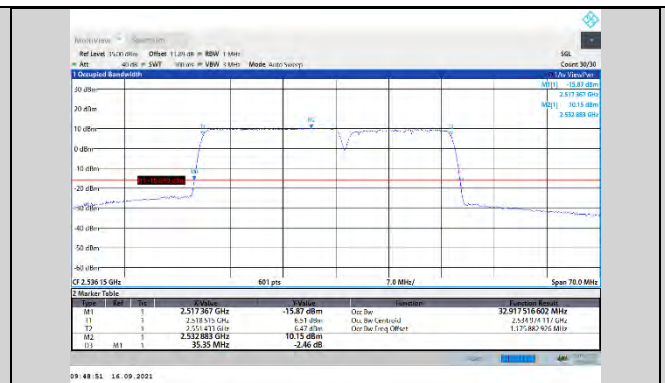 MultiView Spectrum
Ref Level 35.00 dBm Offset 11.89 dB RBW 1 MHz SGL
Att 40 dB SWT 100 ms VBW 3 MHz Mode Auto Sweep Count 30/30
1 Occupied Bandwidth
M1[1] -15.87 dBm
2.517 367 GHz
M2[1] 10.15 dBm
2.532 883 GHz
30 dBm
20 dBm
10 dBm
0 dBm
-10 dBm
-20 dBm
-30 dBm
-40 dBm
-50 dBm
-60 dBm
M2
T1
M1
CF 2.536 15 GHz 601 pts 7.0 MHz/ Span 70.0 MHz
2 Marker Table
Type Ref Trc X-Value Y-Value Function Function Result
M1 1 2.517 367 GHz -15.87 dBm Occ Bw 32.917 516 602 MHz
T1 1 2.518 515 GHz 6.51 dBm Occ Bw Centroid 2.534 974 117 GHz
T2 1 2.551 433 GHz 6.47 dBm Occ Bw Freq Offset -1.175 882 926 MHz
M2 1 2.532 883 GHz 10.15 dBm
D3 M1 1 35.35 MHz -2.46 dB
09:48:51 16.09.2021